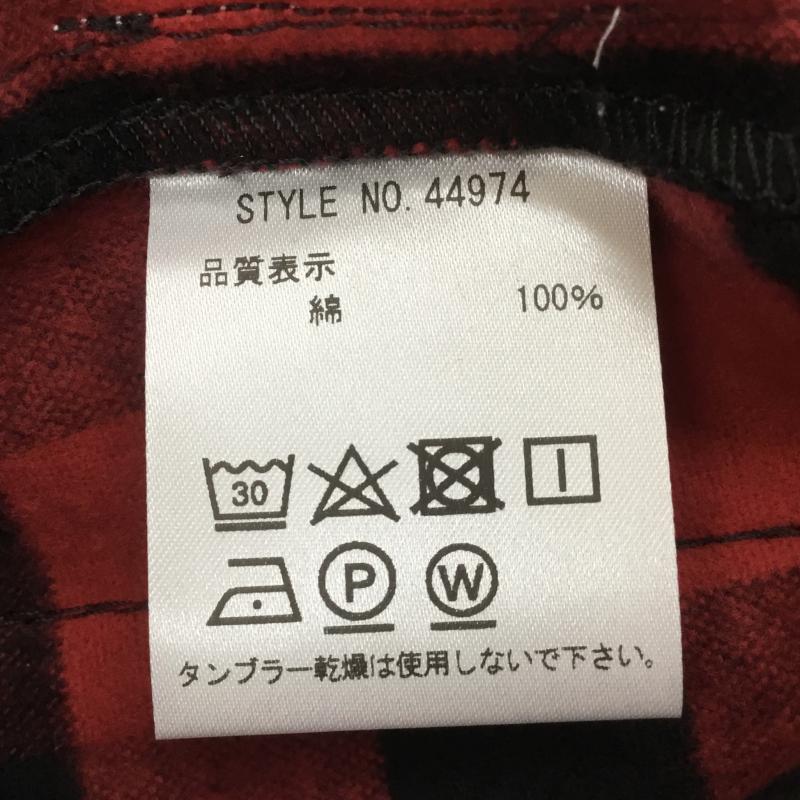 STYLE NO. 44974
品質表示
綿 100%
30
P W
タンブラー乾燥は使用しないで下さい。